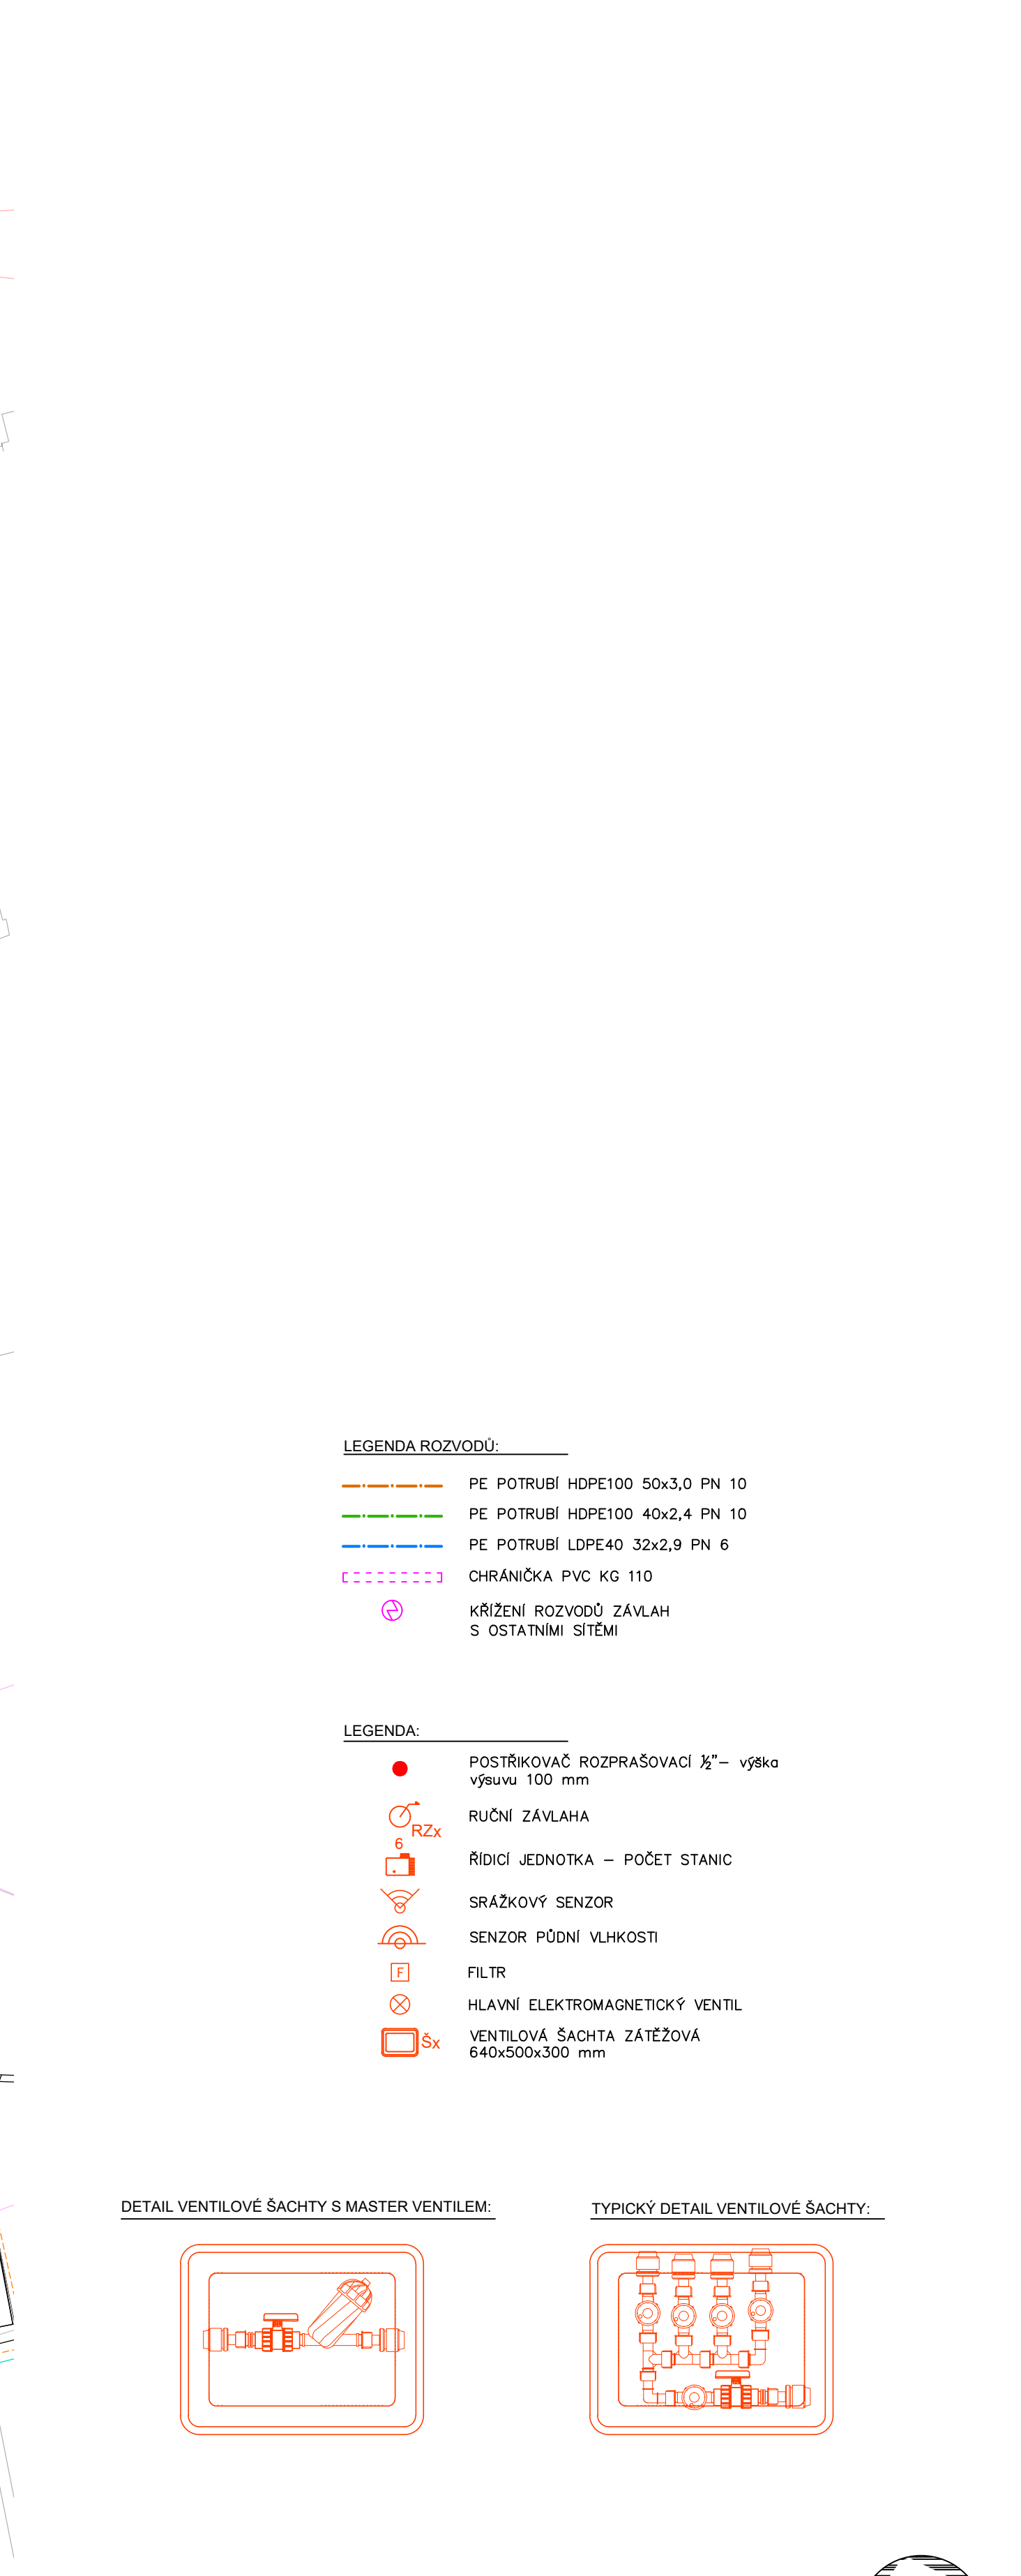 LEGENDA ROZVODŮ:
PE POTRUBÍ HDPE100 50x3,0 PN 10
PE POTRUBÍ HDPE100 40x2,4 PN 10
PE POTRUBÍ LDPE40 32x2,9 PN 6
CHRÁNIČKA PVC KG 110
KŘÍŽENÍ ROZVODŮ ZÁVLAH
S OSTATNÍMI SÍTĚMI
LEGENDA:
POSTŘIKOVAČ ROZPRAŠOVACÍ ½"– výška
výsuvu 100 mm
RZx RUČNÍ ZÁVLAHA
6
ŘÍDICÍ JEDNOTKA – POČET STANIC
SRÁŽKOVÝ SENZOR
SENZOR PŮDNÍ VLHKOSTI
F FILTR
HLAVNÍ ELEKTROMAGNETICKÝ VENTIL
Šx VENTILOVÁ ŠACHTA ZÁTĚŽOVÁ
640x500x300 mm
DETAIL VENTILOVÉ ŠACHTY S MASTER VENTILEM:
TYPICKÝ DETAIL VENTILOVÉ ŠACHTY: